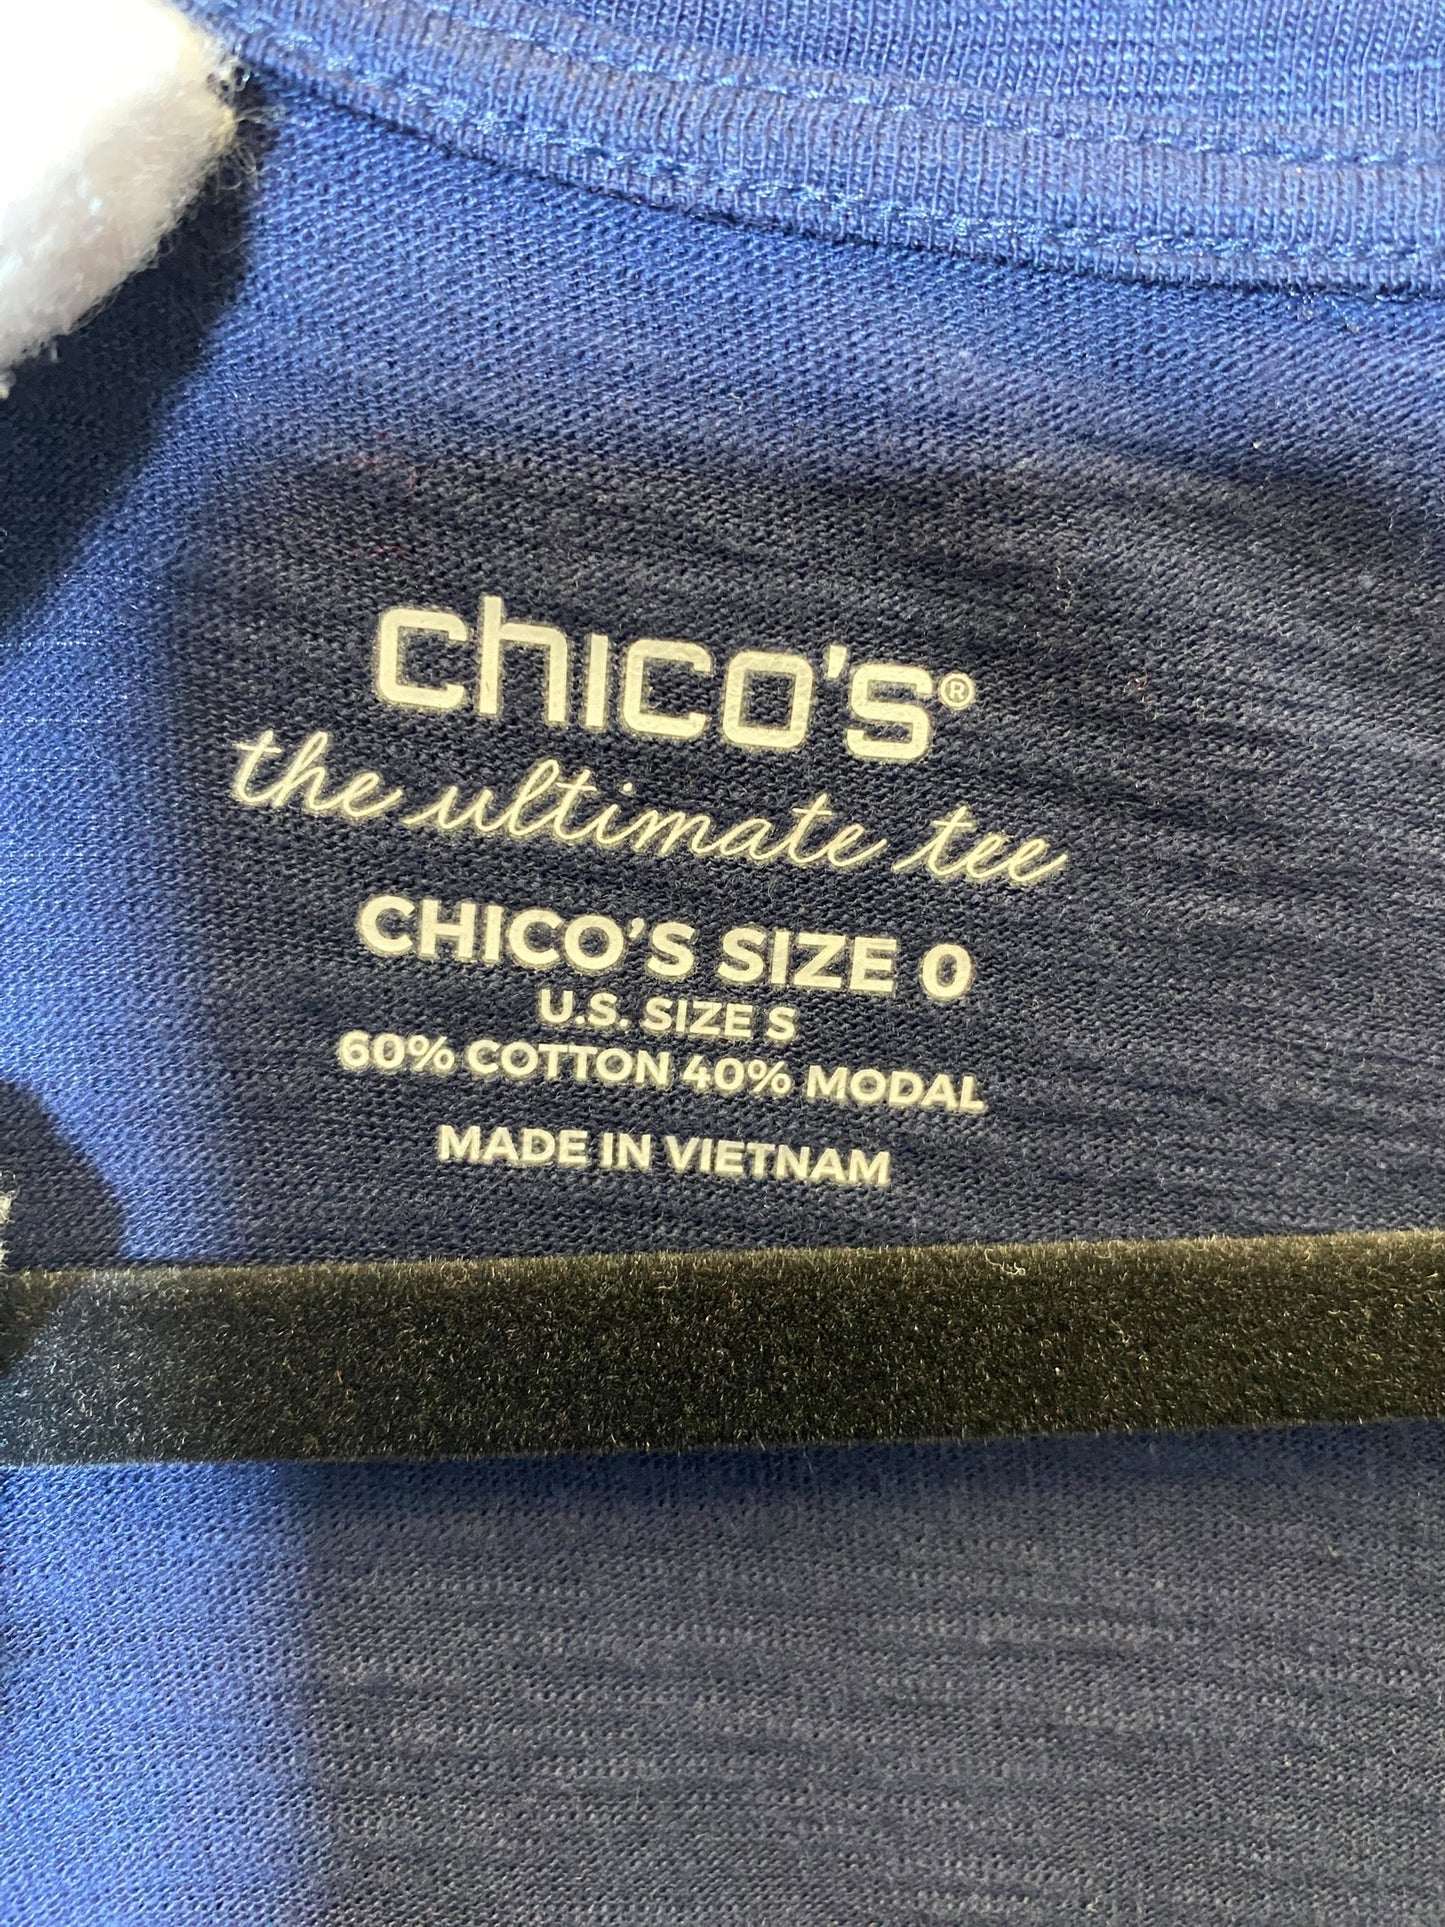 chico's®
the ultimate tee
CHICO'S SIZE 0
U.S. SIZE S
60% COTTON 40% MODAL
MADE IN VIETNAM